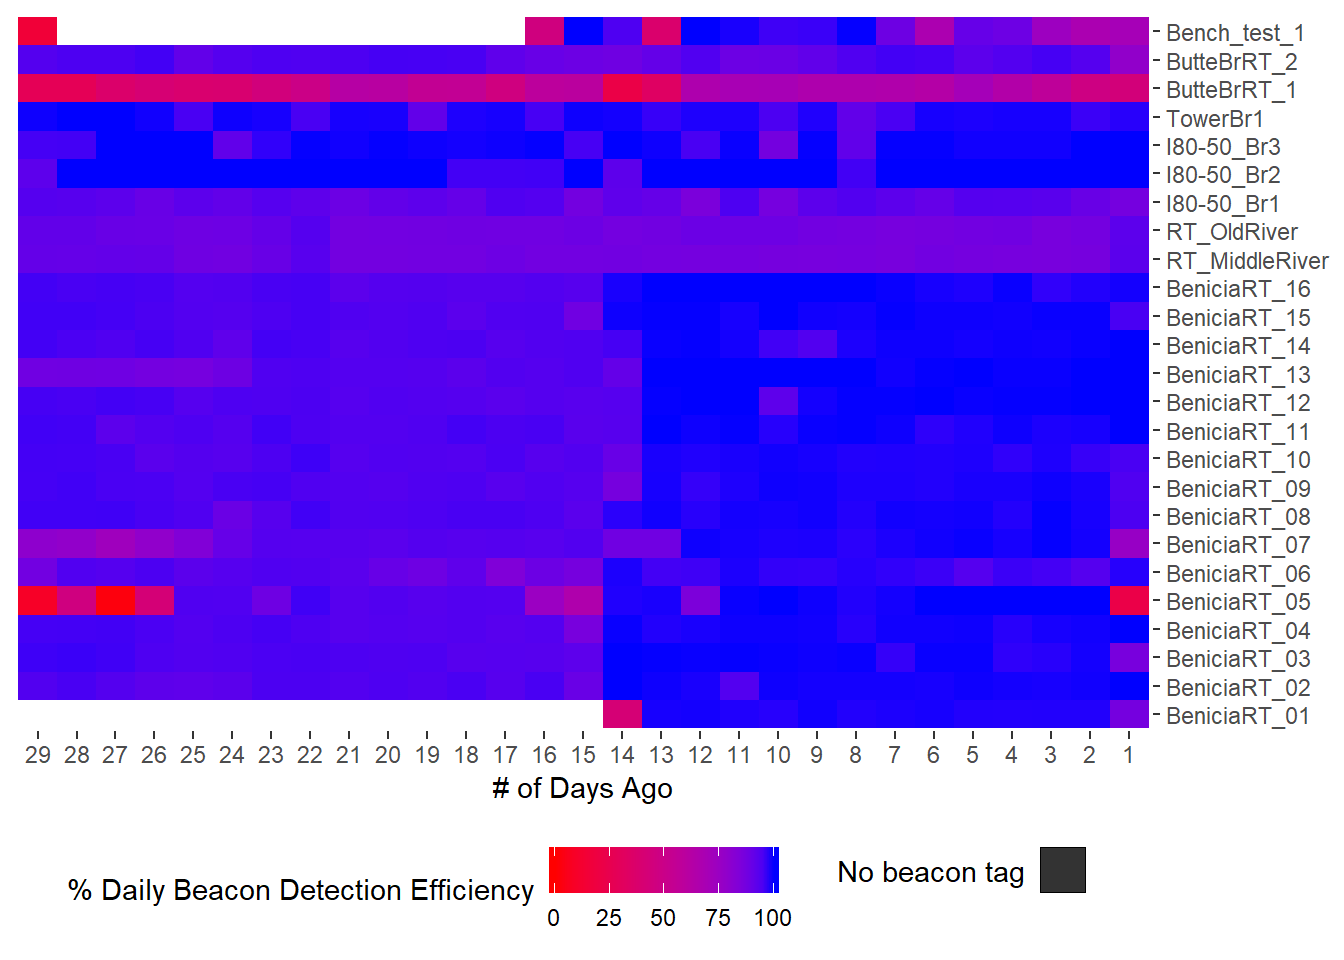 Bench_test_1
ButteBrRT_2
ButteBrRT_1
TowerBr1
I80-50_Br3
I80-50_Br2
I80-50_Br1
RT_OldRiver
RT_MiddleRiver
BeniciaRT_16
BeniciaRT_15
BeniciaRT_14
BeniciaRT_13
BeniciaRT_12
BeniciaRT_11
BeniciaRT_10
BeniciaRT_09
BeniciaRT_08
BeniciaRT_07
BeniciaRT_06
BeniciaRT_05
BeniciaRT_04
BeniciaRT_03
BeniciaRT_02
BeniciaRT_01
29 28 27 26 25 24 23 22 21 20 19 18 17 16 15 14 13 12 11 10 9 8 7 6 5 4 3 2 1
# of Days Ago
% Daily Beacon Detection Efficiency
0 25 50 75 100
No beacon tag